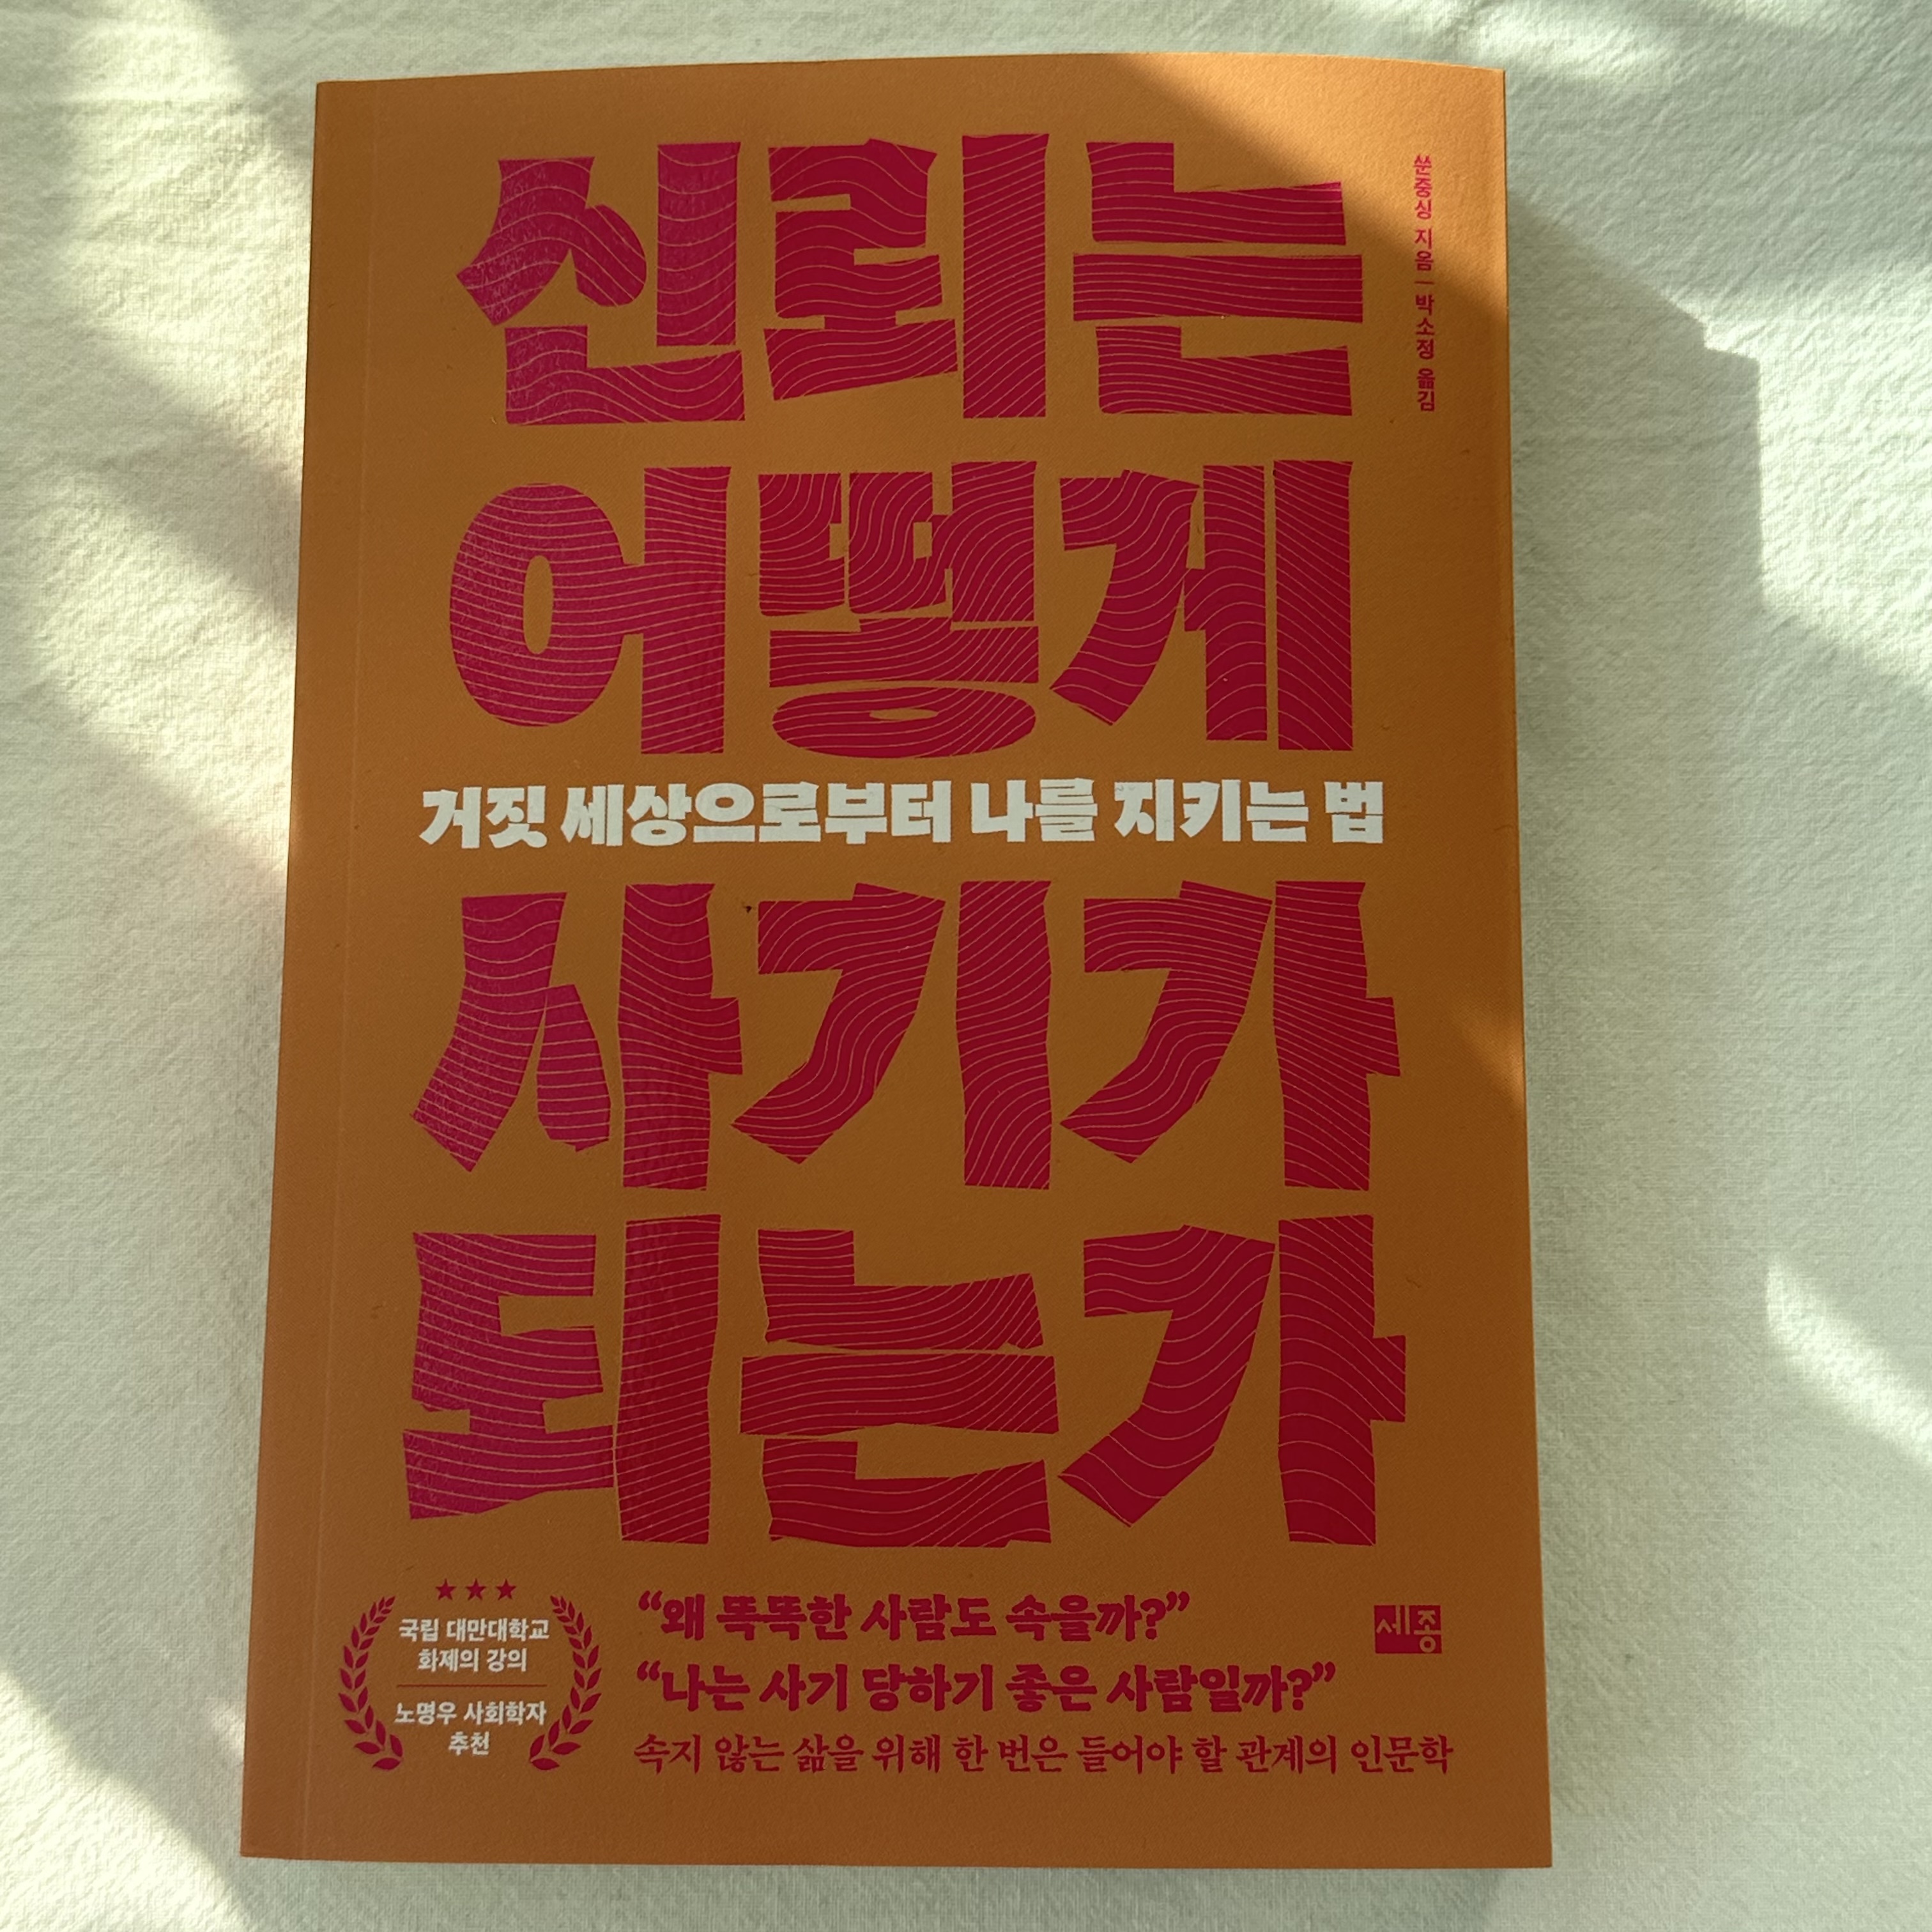 신뢰는
쑨중싱 지음 | 박소정 옮김
어떻게
거짓 세상으로부터 나를 지키는 법
사기가
되는가
국립 대만대학교
화제의 강의
노명우 사회학자
추천
“왜 똑똑한 사람도 속을까?”
“나는 사기 당하기 좋은 사람일까?”
속지 않는 삶을 위해 한 번은 들어야 할 관계의 인문학
세종